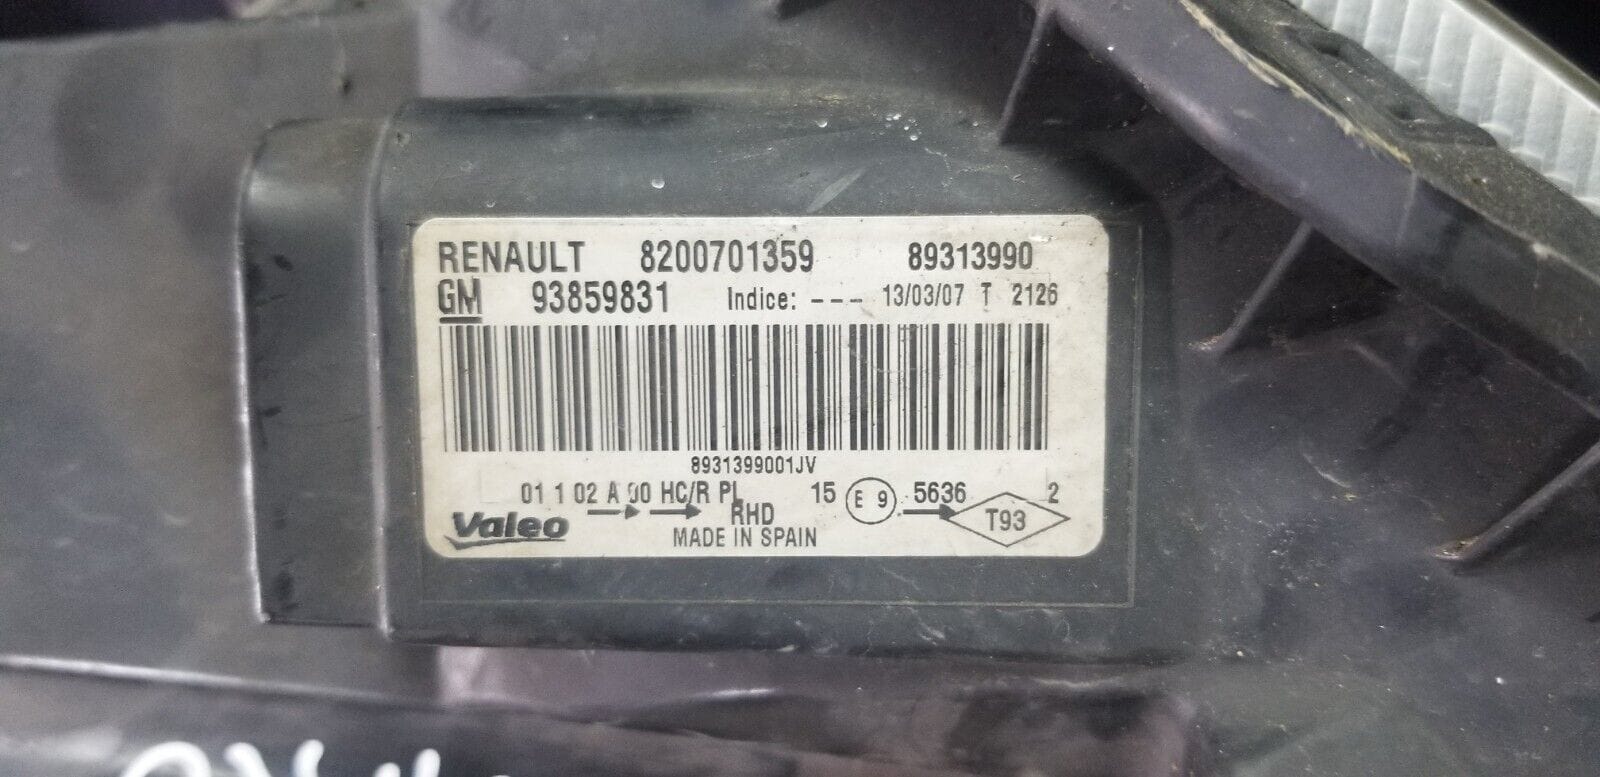 RENAULT 8200701359 89313990
GM 93859831 Indice: --- 13/03/07 T 2126
8931399001JV
01 1 02 A 00 HC/R PL 15 E 9 5636 2
Valeo RHD T93
MADE IN SPAIN